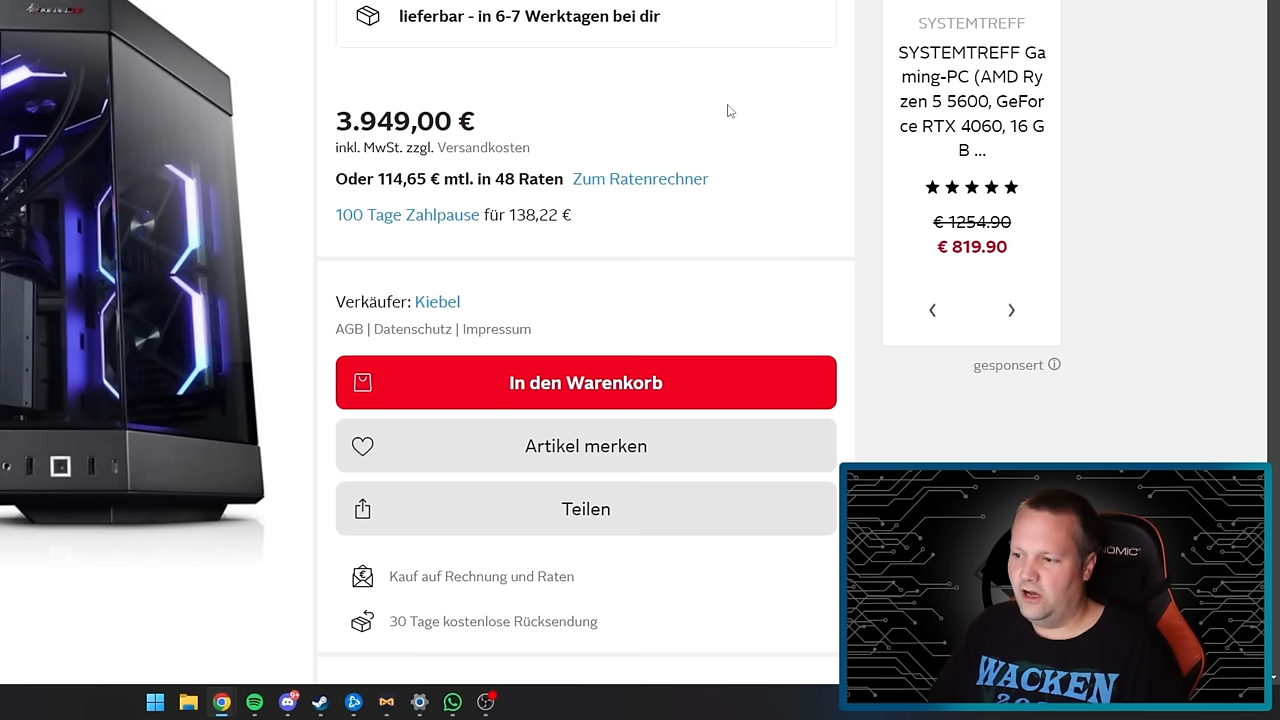 lieferbar - in 6-7 Werktagen bei dir
3.949,00 €
inkl. MwSt. zzgl. Versandkosten
Oder 114,65 € mtl. in 48 Raten Zum Ratenrechner
100 Tage Zahlpause für 138,22 €
Verkäufer: Kiebel
AGB | Datenschutz | Impressum
In den Warenkorb
Artikel merken
Teilen
Kauf auf Rechnung und Raten
30 Tage kostenlose Rücksendung
SYSTEMTREFF
SYSTEMTREFF Ga
ming-PC (AMD Ry
zen 5 5600, GeFor
ce RTX 4060, 16 G
B ...
€ 1254.90
€ 819.90
gesponsert
NOMIC
WACKEN